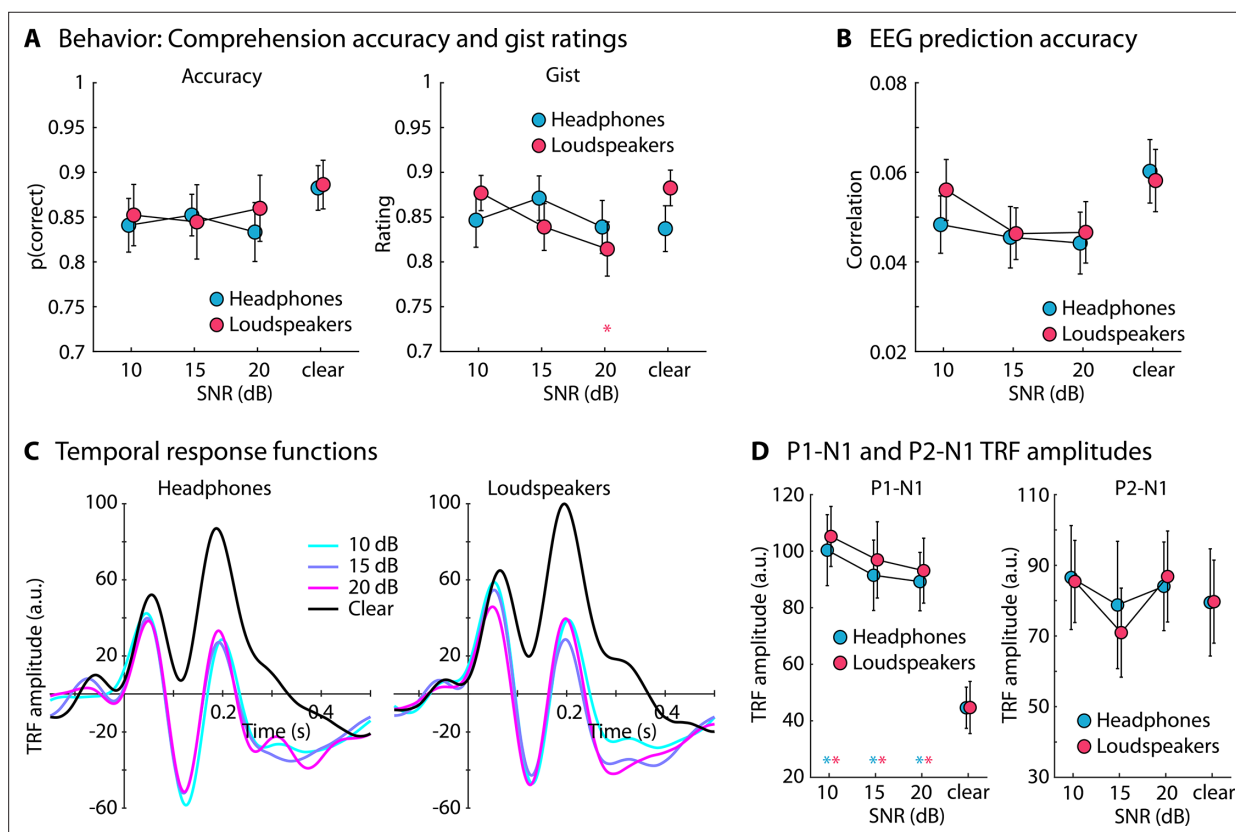 A Behavior: Comprehension accuracy and gist ratings
Accuracy
p(correct)
1
0.95
0.9
0.85
0.8
0.75
0.7
Headphones
Loudspeakers
10 15 20 clear
SNR (dB)
Gist
Rating
1
0.95
0.9
0.85
0.8
0.75
0.7
Headphones
Loudspeakers
*
10 15 20 clear
SNR (dB)
B EEG prediction accuracy
Correlation
0.08
0.06
0.04
0.02
Headphones
Loudspeakers
10 15 20 clear
SNR (dB)
C Temporal response functions
Headphones
TRF amplitude (a.u.)
100
60
20
-20
-60
0.2 0.4
Time (s)
10 dB
15 dB
20 dB
Clear
Loudspeakers
100
60
20
-20
-60
0.2 0.4
Time (s)
D P1-N1 and P2-N1 TRF amplitudes
P1-N1
TRF amplitude (a.u.)
120
100
80
60
40
20
Headphones
Loudspeakers
** ** **
10 15 20 clear
SNR (dB)
P2-N1
TRF amplitude (a.u.)
110
90
70
50
30
Headphones
Loudspeakers
10 15 20 clear
SNR (dB)